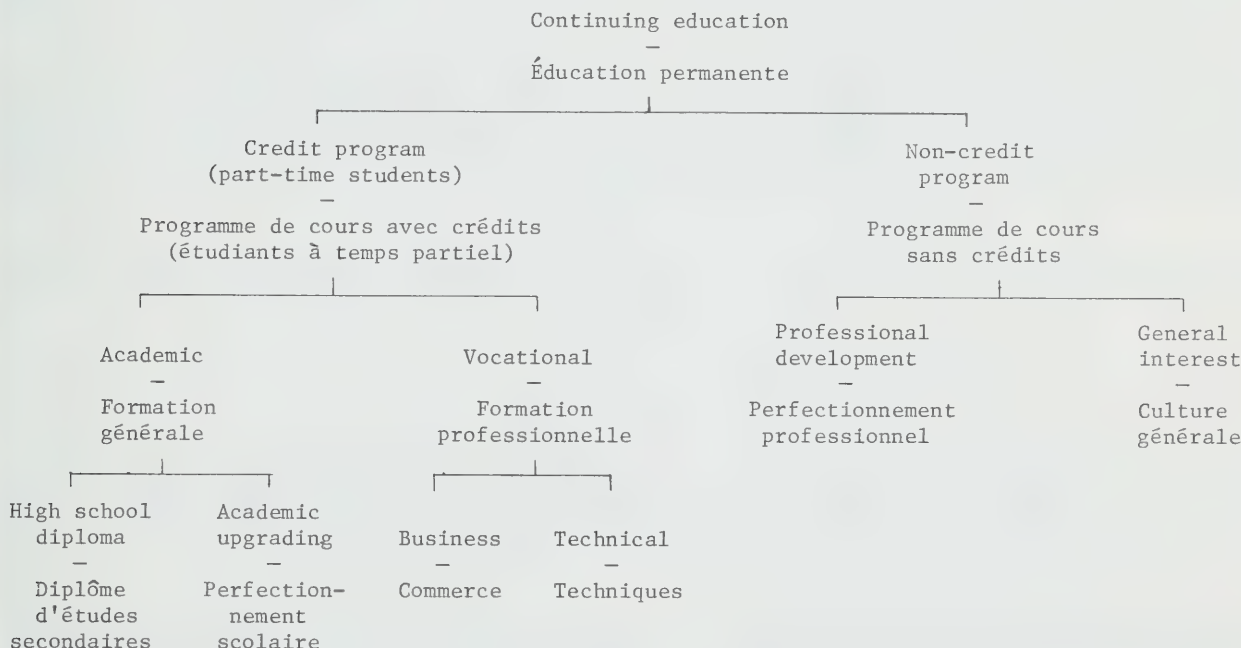 Continuing education
—
Éducation permanente
Credit program
(part-time students)
—
Programme de cours avec crédits
(étudiants à temps partiel)
Non-credit
program
—
Programme de cours
sans crédits
Academic
—
Formation
générale
Vocational
—
Formation
professionnelle
Professional
development
—
Perfectionnement
professionnel
General
interest
—
Culture
générale
High school
diploma
—
Diplôme
d'études
secondaires
Academic
upgrading
—
Perfection-
nement
scolaire
Business
—
Commerce
Technical
—
Techniques